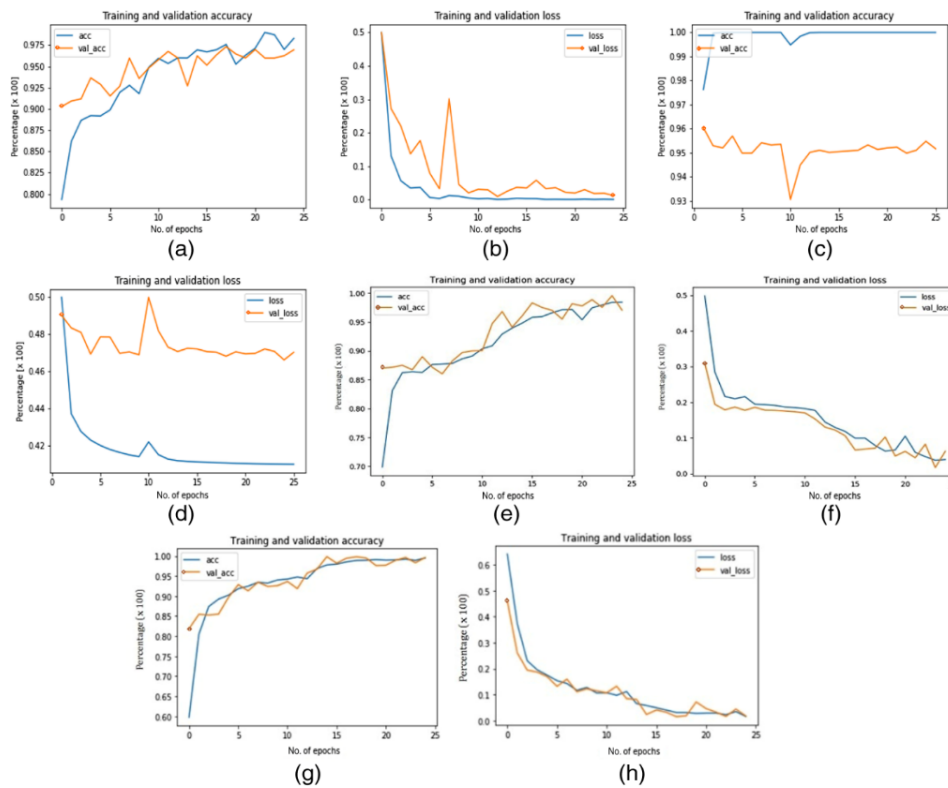 Training and validation accuracy
acc
val_acc
Percentage [x 100]
0.975
0.950
0.925
0.900
0.875
0.850
0.825
0.800
0 5 10 15 20 25
No. of epochs
(a)
Training and validation loss
loss
val_loss
Percentage [x 100]
0.5
0.4
0.3
0.2
0.1
0.0
0 5 10 15 20 25
No. of epochs
(b)
Training and validation accuracy
acc
val_acc
Percentage [x 100]
1.00
0.99
0.98
0.97
0.96
0.95
0.94
0.93
0 5 10 15 20 25
No. of epochs
(c)
Training and validation loss
loss
val_loss
Percentage [x 100]
0.50
0.48
0.46
0.44
0.42
0 5 10 15 20 25
No. of epochs
(d)
Training and validation accuracy
acc
val_acc
Percentage (x 100)
1.00
0.95
0.90
0.85
0.80
0.75
0.70
0 5 10 15 20 25
No. of epochs
(e)
Training and validation loss
loss
val_loss
Percentage (x 100)
0.5
0.4
0.3
0.2
0.1
0.0
0 5 10 15 20
No. of epochs
(f)
Training and validation accuracy
acc
val_acc
Percentage (x 100)
1.00
0.95
0.90
0.85
0.80
0.75
0.70
0.65
0.60
0 5 10 15 20 25
No. of epochs
(g)
Training and validation loss
loss
val_loss
Percentage (x 100)
0.6
0.5
0.4
0.3
0.2
0.1
0.0
0 5 10 15 20 25
No. of epochs
(h)